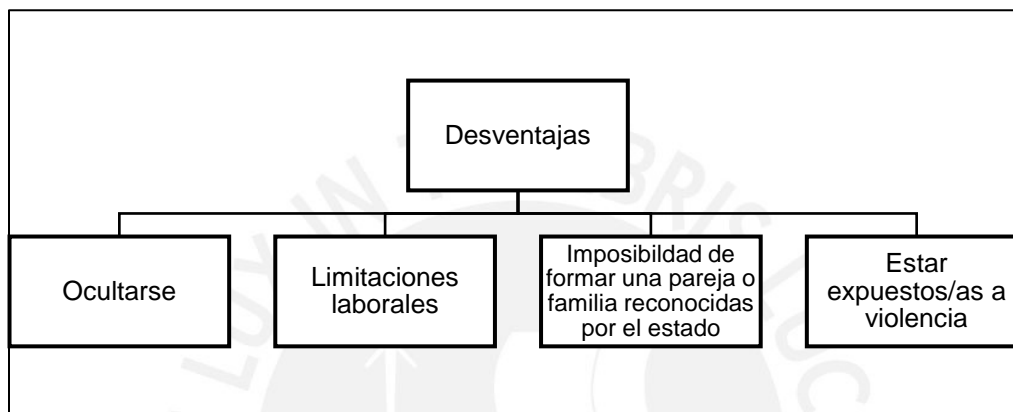 Desventajas
Ocultarse
Limitaciones
laborales
Imposibildad de
formar una pareja o
familia reconocidas
por el estado
Estar
expuestos/as a
violencia